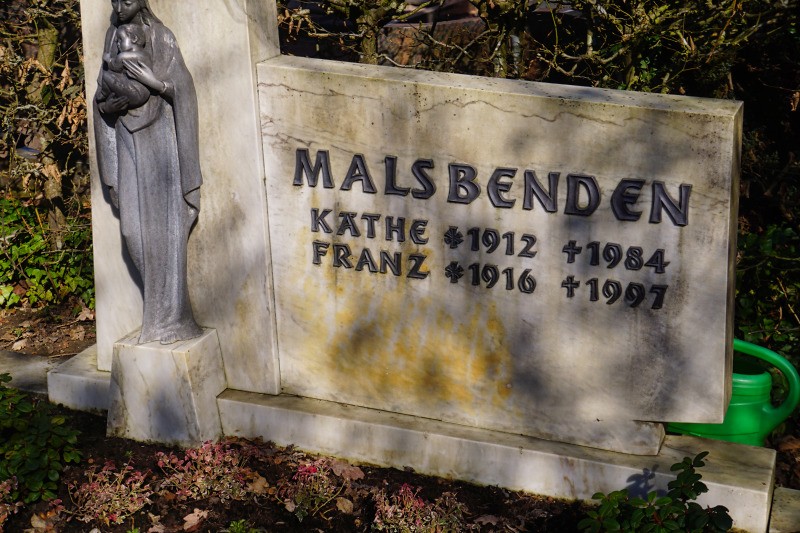 MALSBENDEN
KÄTHE *1912 †1984
FRANZ *1916 †1997